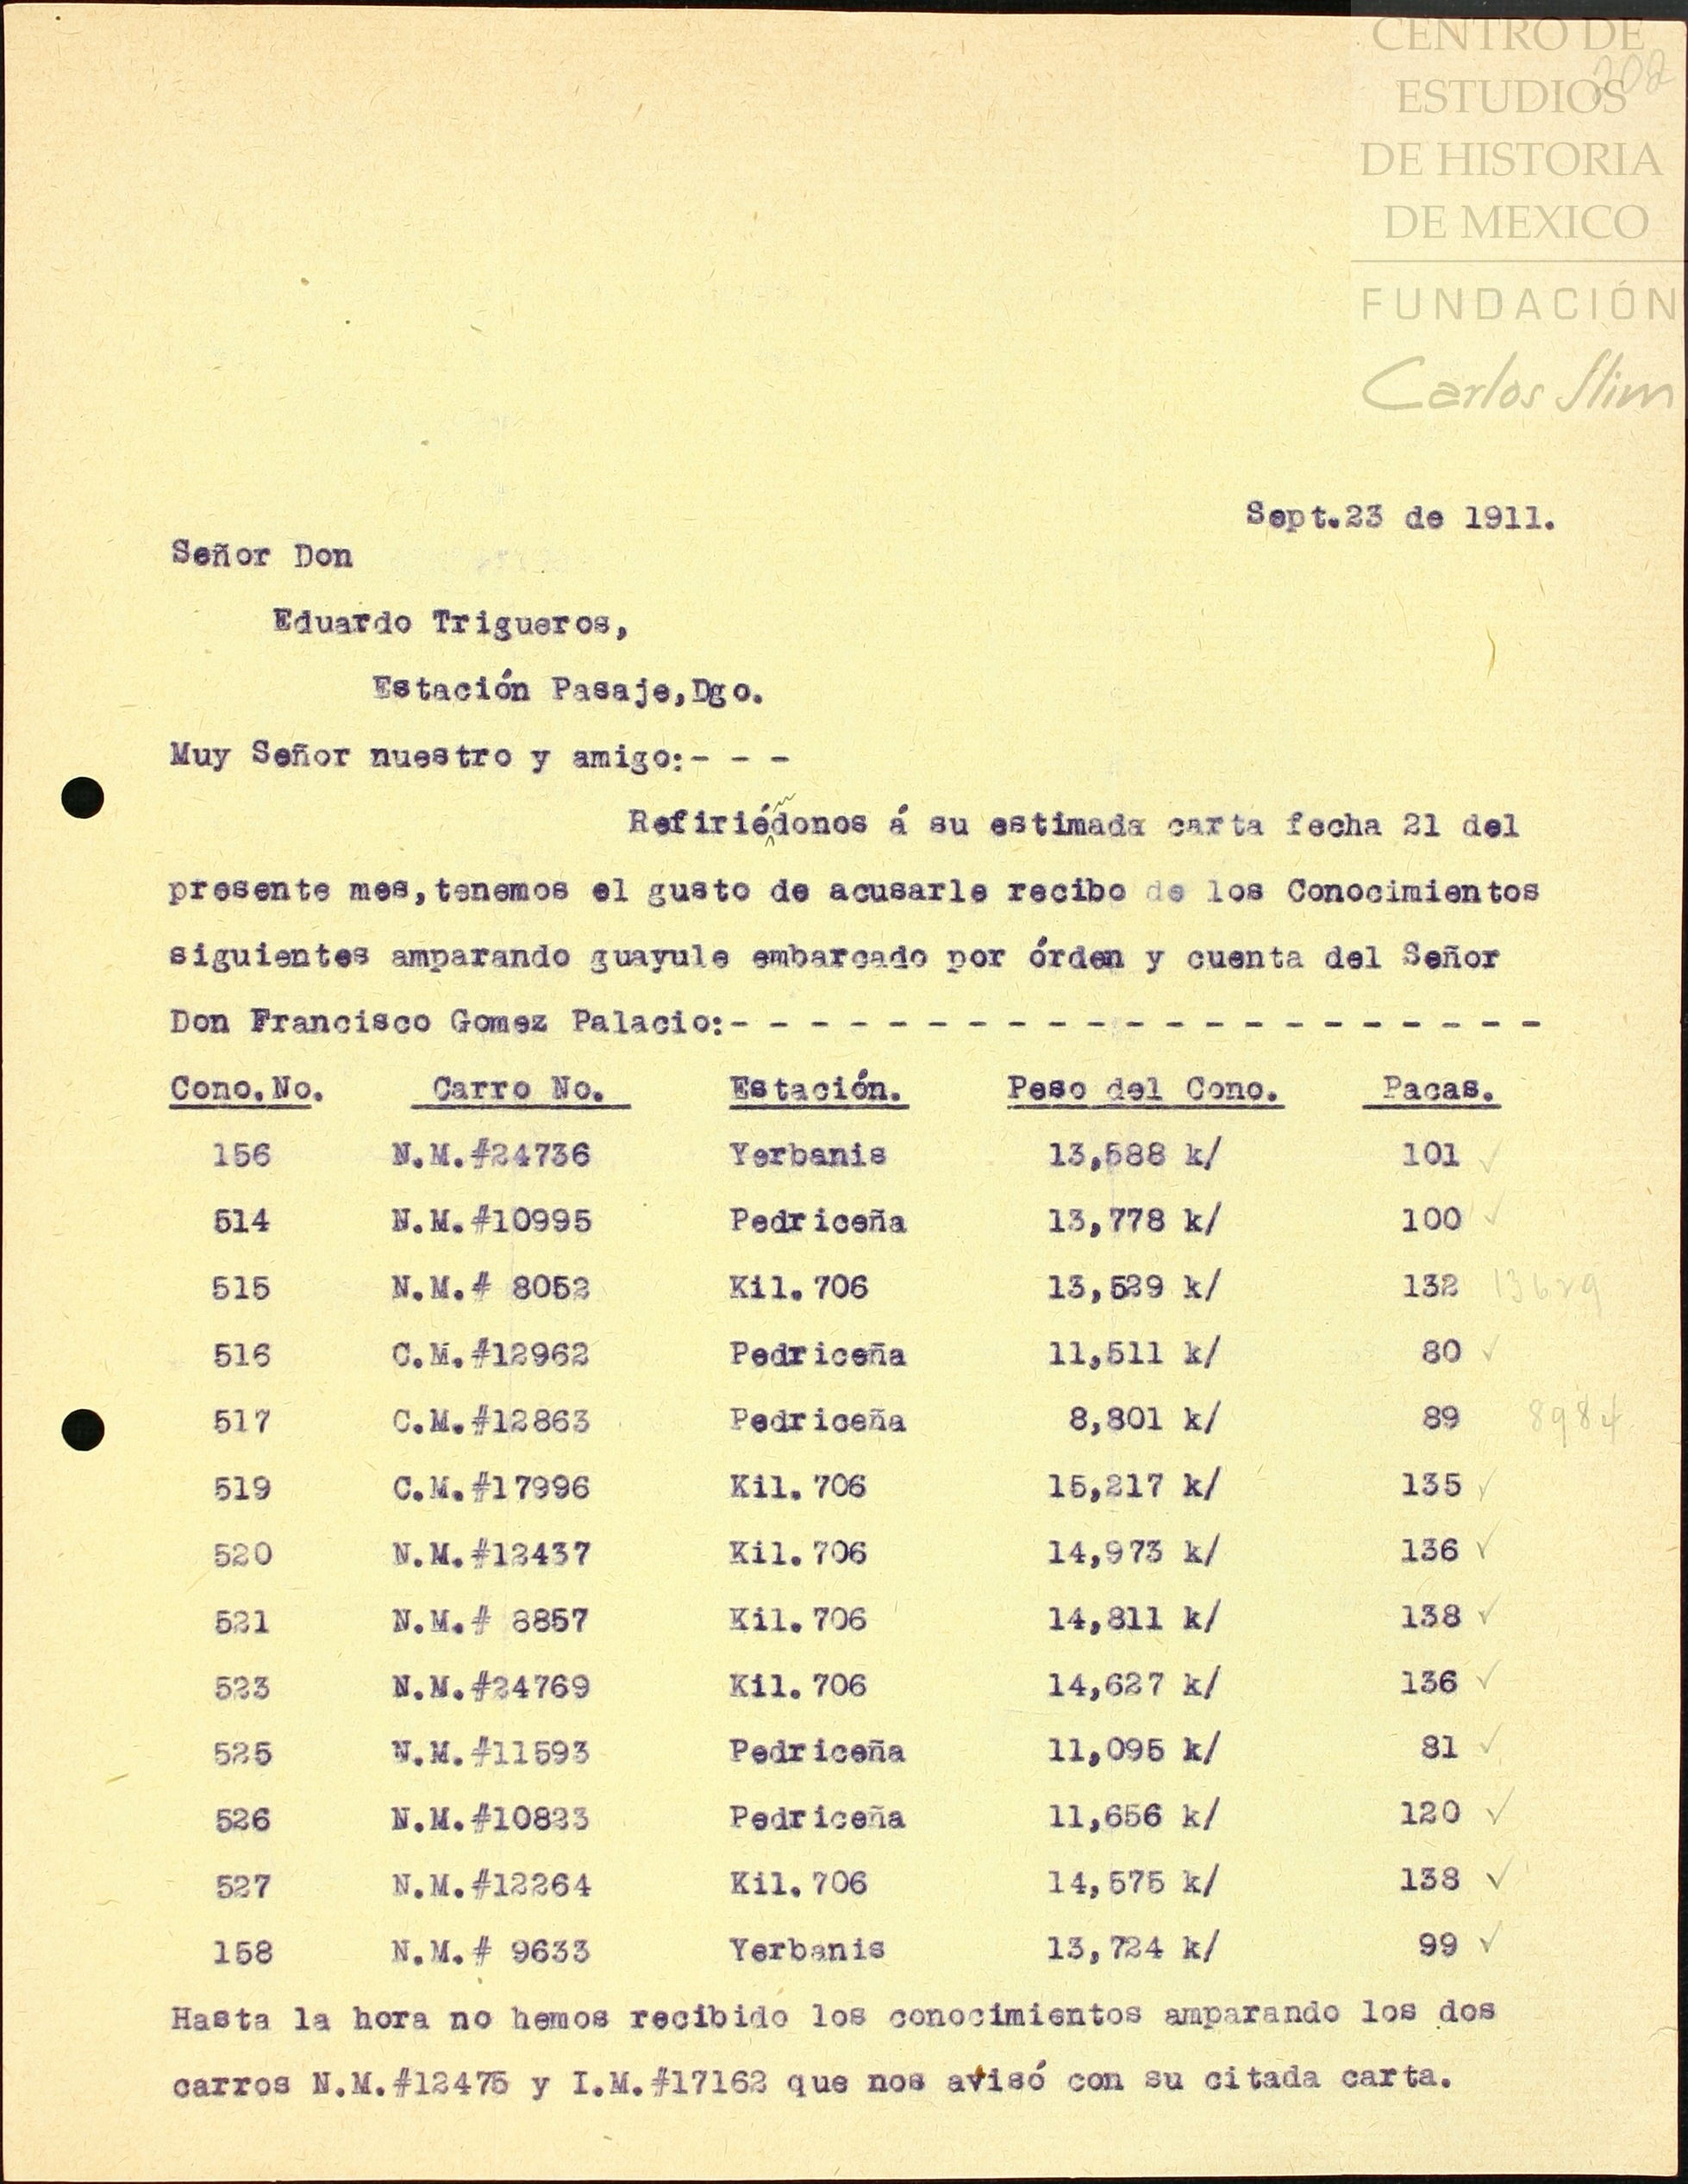 CENTRO DE
ESTUDIOS
DE HISTORIA
DE MEXICO
FUNDACIÓN
Carlos Slim
202
Sept.23 de 1911.
Señor Don
Eduardo Trigueros,
Estación Pasaje,Dgo.
Muy Señor nuestro y amigo:- - -
Refiriédonos á su estimada carta fecha 21 del
presente mes,tenemos el gusto de acusarle recibo de los Conocimientos
siguientes amparando guayule embarcado por órden y cuenta del Señor
Don Francisco Gomez Palacio:- - - - - - - - - - - - - - - - - - - - -
Cono.No. Carro No. Estación. Peso del Cono. Pacas.
156 N.M.#24736 Yerbanis 13,588 k/ 101 ✓
514 N.M.#10995 Pedriceña 13,778 k/ 100 ✓
515 N.M.# 8052 Kil.706 13,529 k/ 132 13629
516 C.M.#12962 Pedriceña 11,511 k/ 80 ✓
517 C.M.#12863 Pedriceña 8,801 k/ 89 8984
519 C.M.#17996 Kil.706 15,217 k/ 135 ✓
520 N.M.#12437 Kil.706 14,973 k/ 136 ✓
521 N.M.# 8857 Kil.706 14,811 k/ 138 ✓
523 N.M.#24769 Kil.706 14,627 k/ 136 ✓
525 N.M.#11593 Pedriceña 11,095 k/ 81 ✓
526 N.M.#10823 Pedriceña 11,656 k/ 120 ✓
527 N.M.#12264 Kil.706 14,575 k/ 138 ✓
158 N.M.# 9633 Yerbanis 13,724 k/ 99 ✓
Hasta la hora no hemos recibido los conocimientos amparando los dos
carros N.M.#12475 y I.M.#17162 que nos avisó con su citada carta.